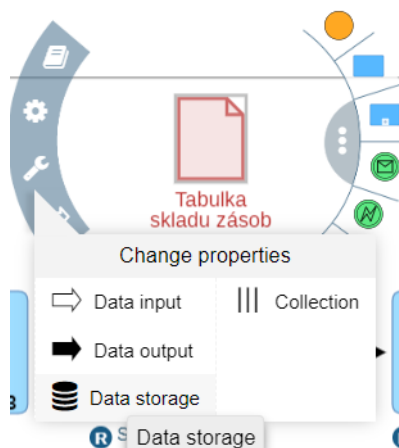 Tabulka
skladu zásob
Change properties
Data input
Collection
Data output
Data storage
R S
Data storage